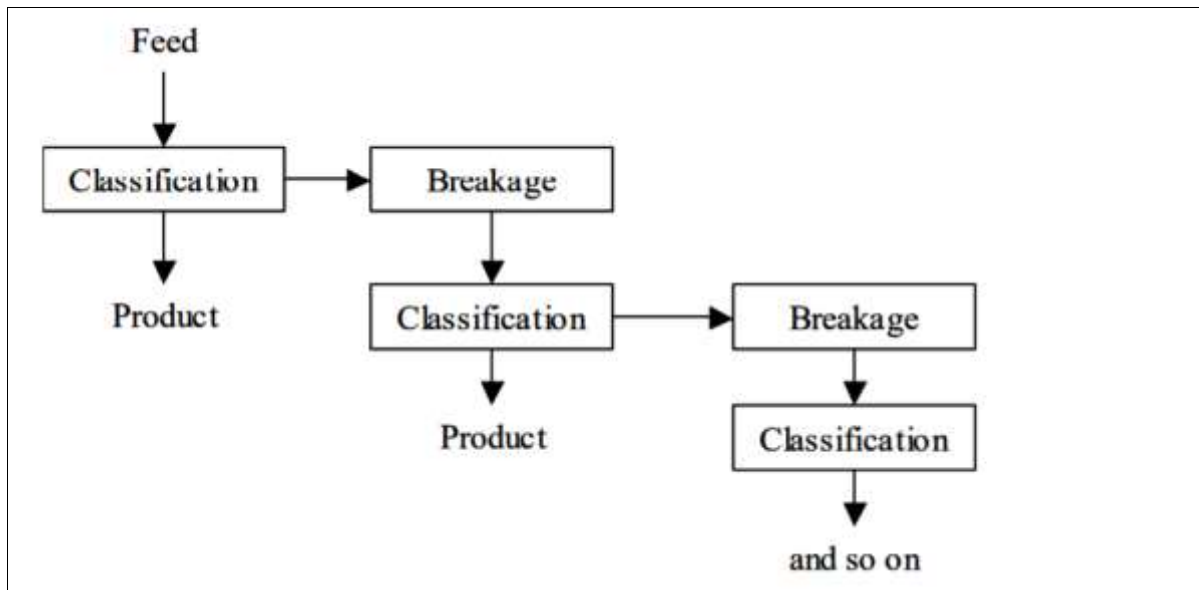 Feed
Classification
Breakage
Product
Classification
Breakage
Product
Classification
and so on